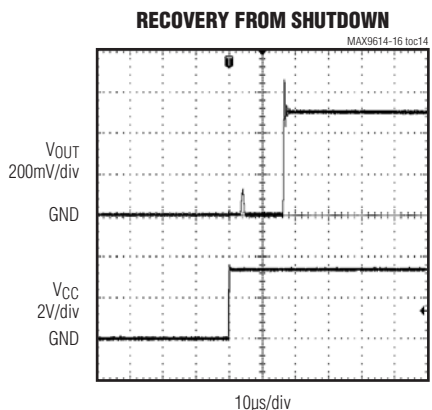 RECOVERY FROM SHUTDOWN
MAX9614-16 toc14
VOUT
200mV/div
GND
VCC
2V/div
GND
10µs/div